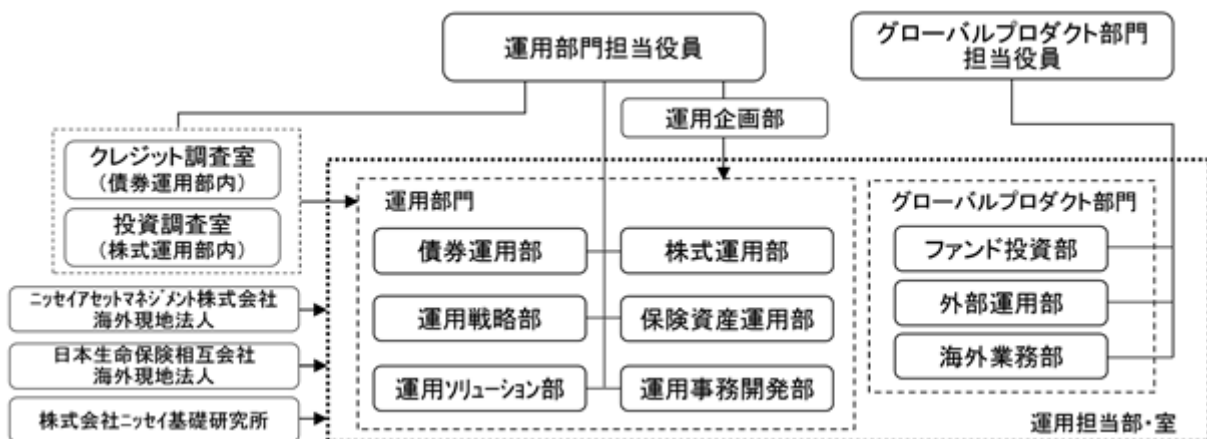 運用部門担当役員
グローバルプロダクト部門
担当役員
運用企画部
クレジット調査室
(債券運用部内)
投資調査室
(株式運用部内)
運用部門
債券運用部
株式運用部
運用戦略部
保険資産運用部
運用ソリューション部
運用事務開発部
グローバルプロダクト部門
ファンド投資部
外部運用部
海外業務部
ニッセイアセットマネジメント株式会社
海外現地法人
日本生命保険相互会社
海外現地法人
株式会社ニッセイ基礎研究所
運用担当部・室